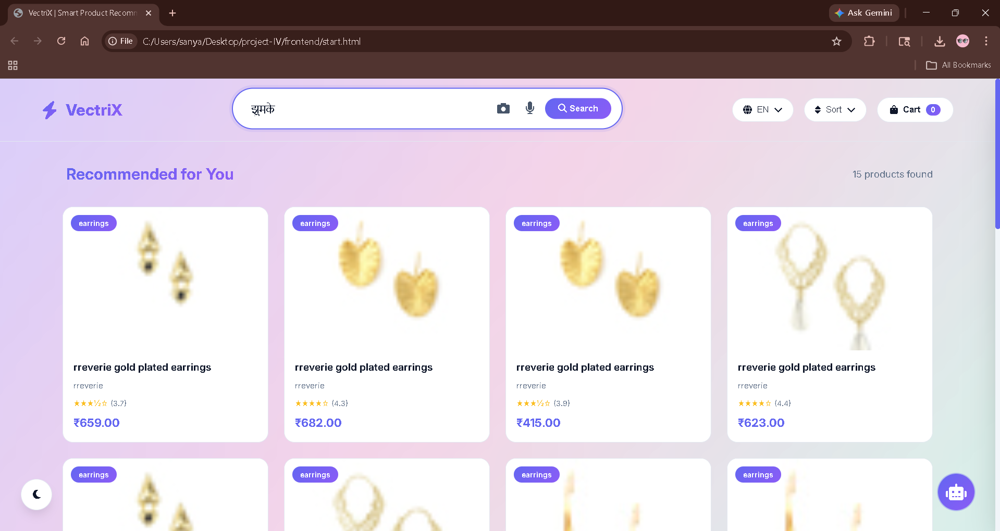 VectriX | Smart Product Recomm
Ask Gemini
File
C:/Users/sanya/Desktop/project-IV/frontend/start.html
All Bookmarks
VectriX
झुमके
Search
EN
Sort
Cart 0
Recommended for You
15 products found
earrings
earrings
earrings
earrings
rreverie gold plated earrings
rreverie gold plated earrings
rreverie gold plated earrings
rreverie gold plated earrings
rreverie
rreverie
rreverie
rreverie
★★★½☆ (3.7)
★★★★☆ (4.3)
★★★½☆ (3.9)
★★★★☆ (4.4)
₹659.00
₹682.00
₹415.00
₹623.00
earrings
earrings
earrings
earrings